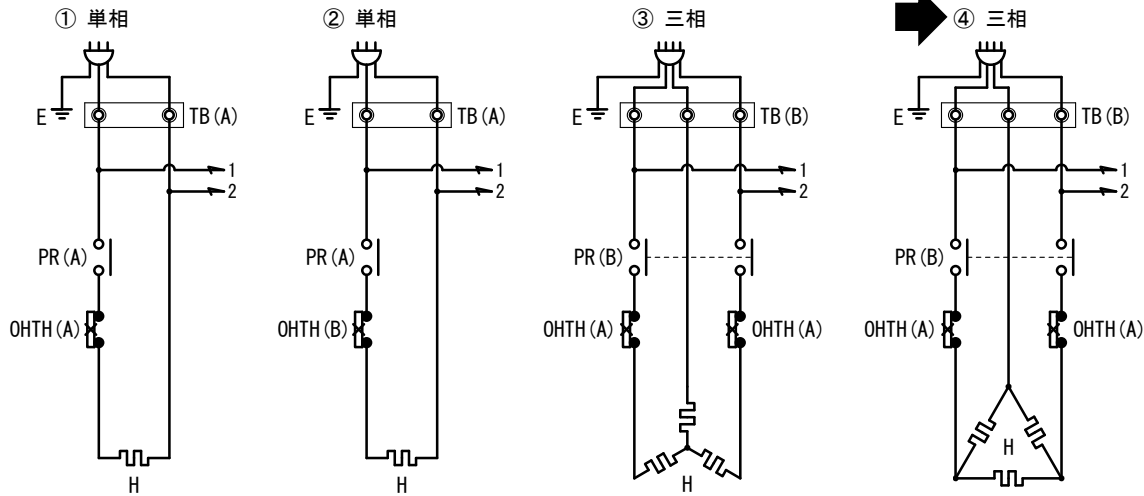 ① 単相
E
TB(A)
1
2
PR(A)
OHTH(A)
H
② 単相
E
TB(A)
1
2
PR(A)
OHTH(B)
H
③ 三相
E
TB(B)
1
2
PR(B)
OHTH(A)
OHTH(A)
H
④ 三相
E
TB(B)
1
2
PR(B)
OHTH(A)
OHTH(A)
H